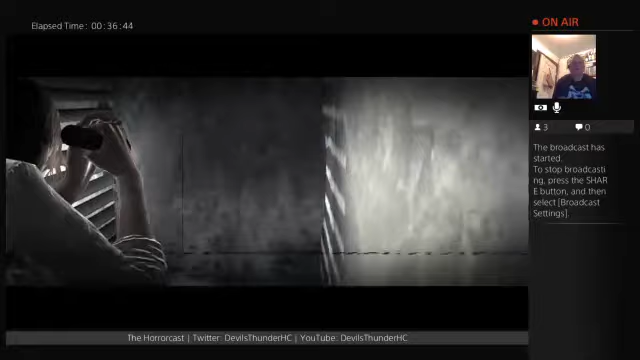 Elapsed Time: 00:36:44
ON AIR
3
0
The broadcast has
started.
To stop broadcasti
ng, press the SHAR
E button, and then
select [Broadcast
Settings].
The Horrorcast | Twitter: DevilsThunderHC | YouTube: DevilsThunderHC